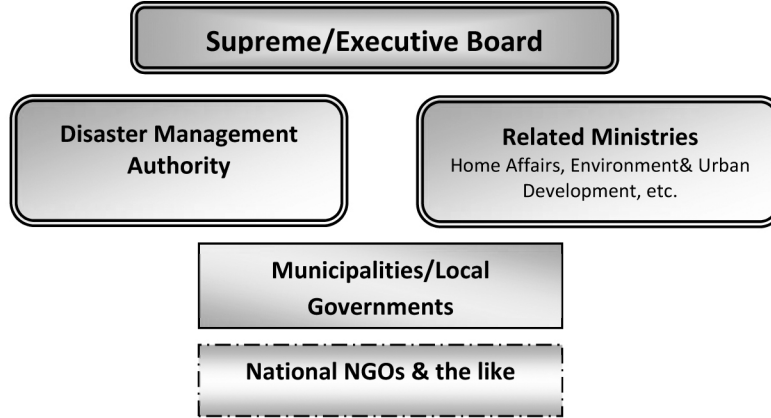 Supreme/Executive Board
Disaster Management
Authority
Related Ministries
Home Affairs, Environment& Urban
Development, etc.
Municipalities/Local
Governments
National NGOs & the like